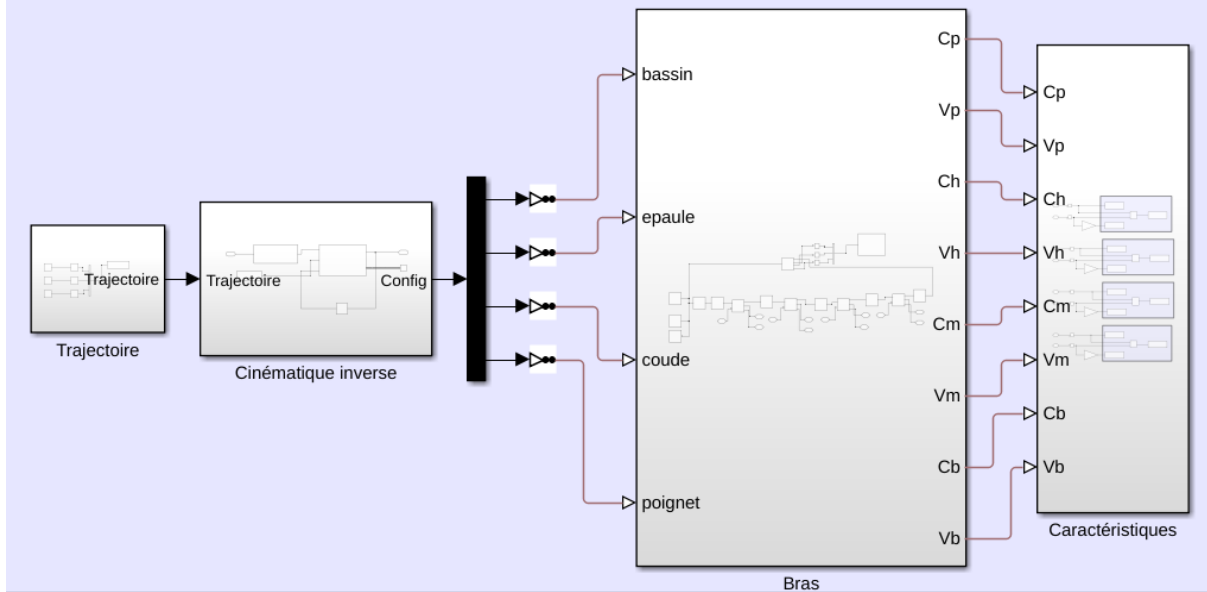 Trajectoire
Trajectoire
Trajectoire
Config
Cinématique inverse
bassin
epaule
coude
poignet
Cp
Vp
Ch
Vh
Cm
Vm
Cb
Vb
Bras
Cp
Vp
Ch
Vh
Cm
Vm
Cb
Vb
Caractéristiques